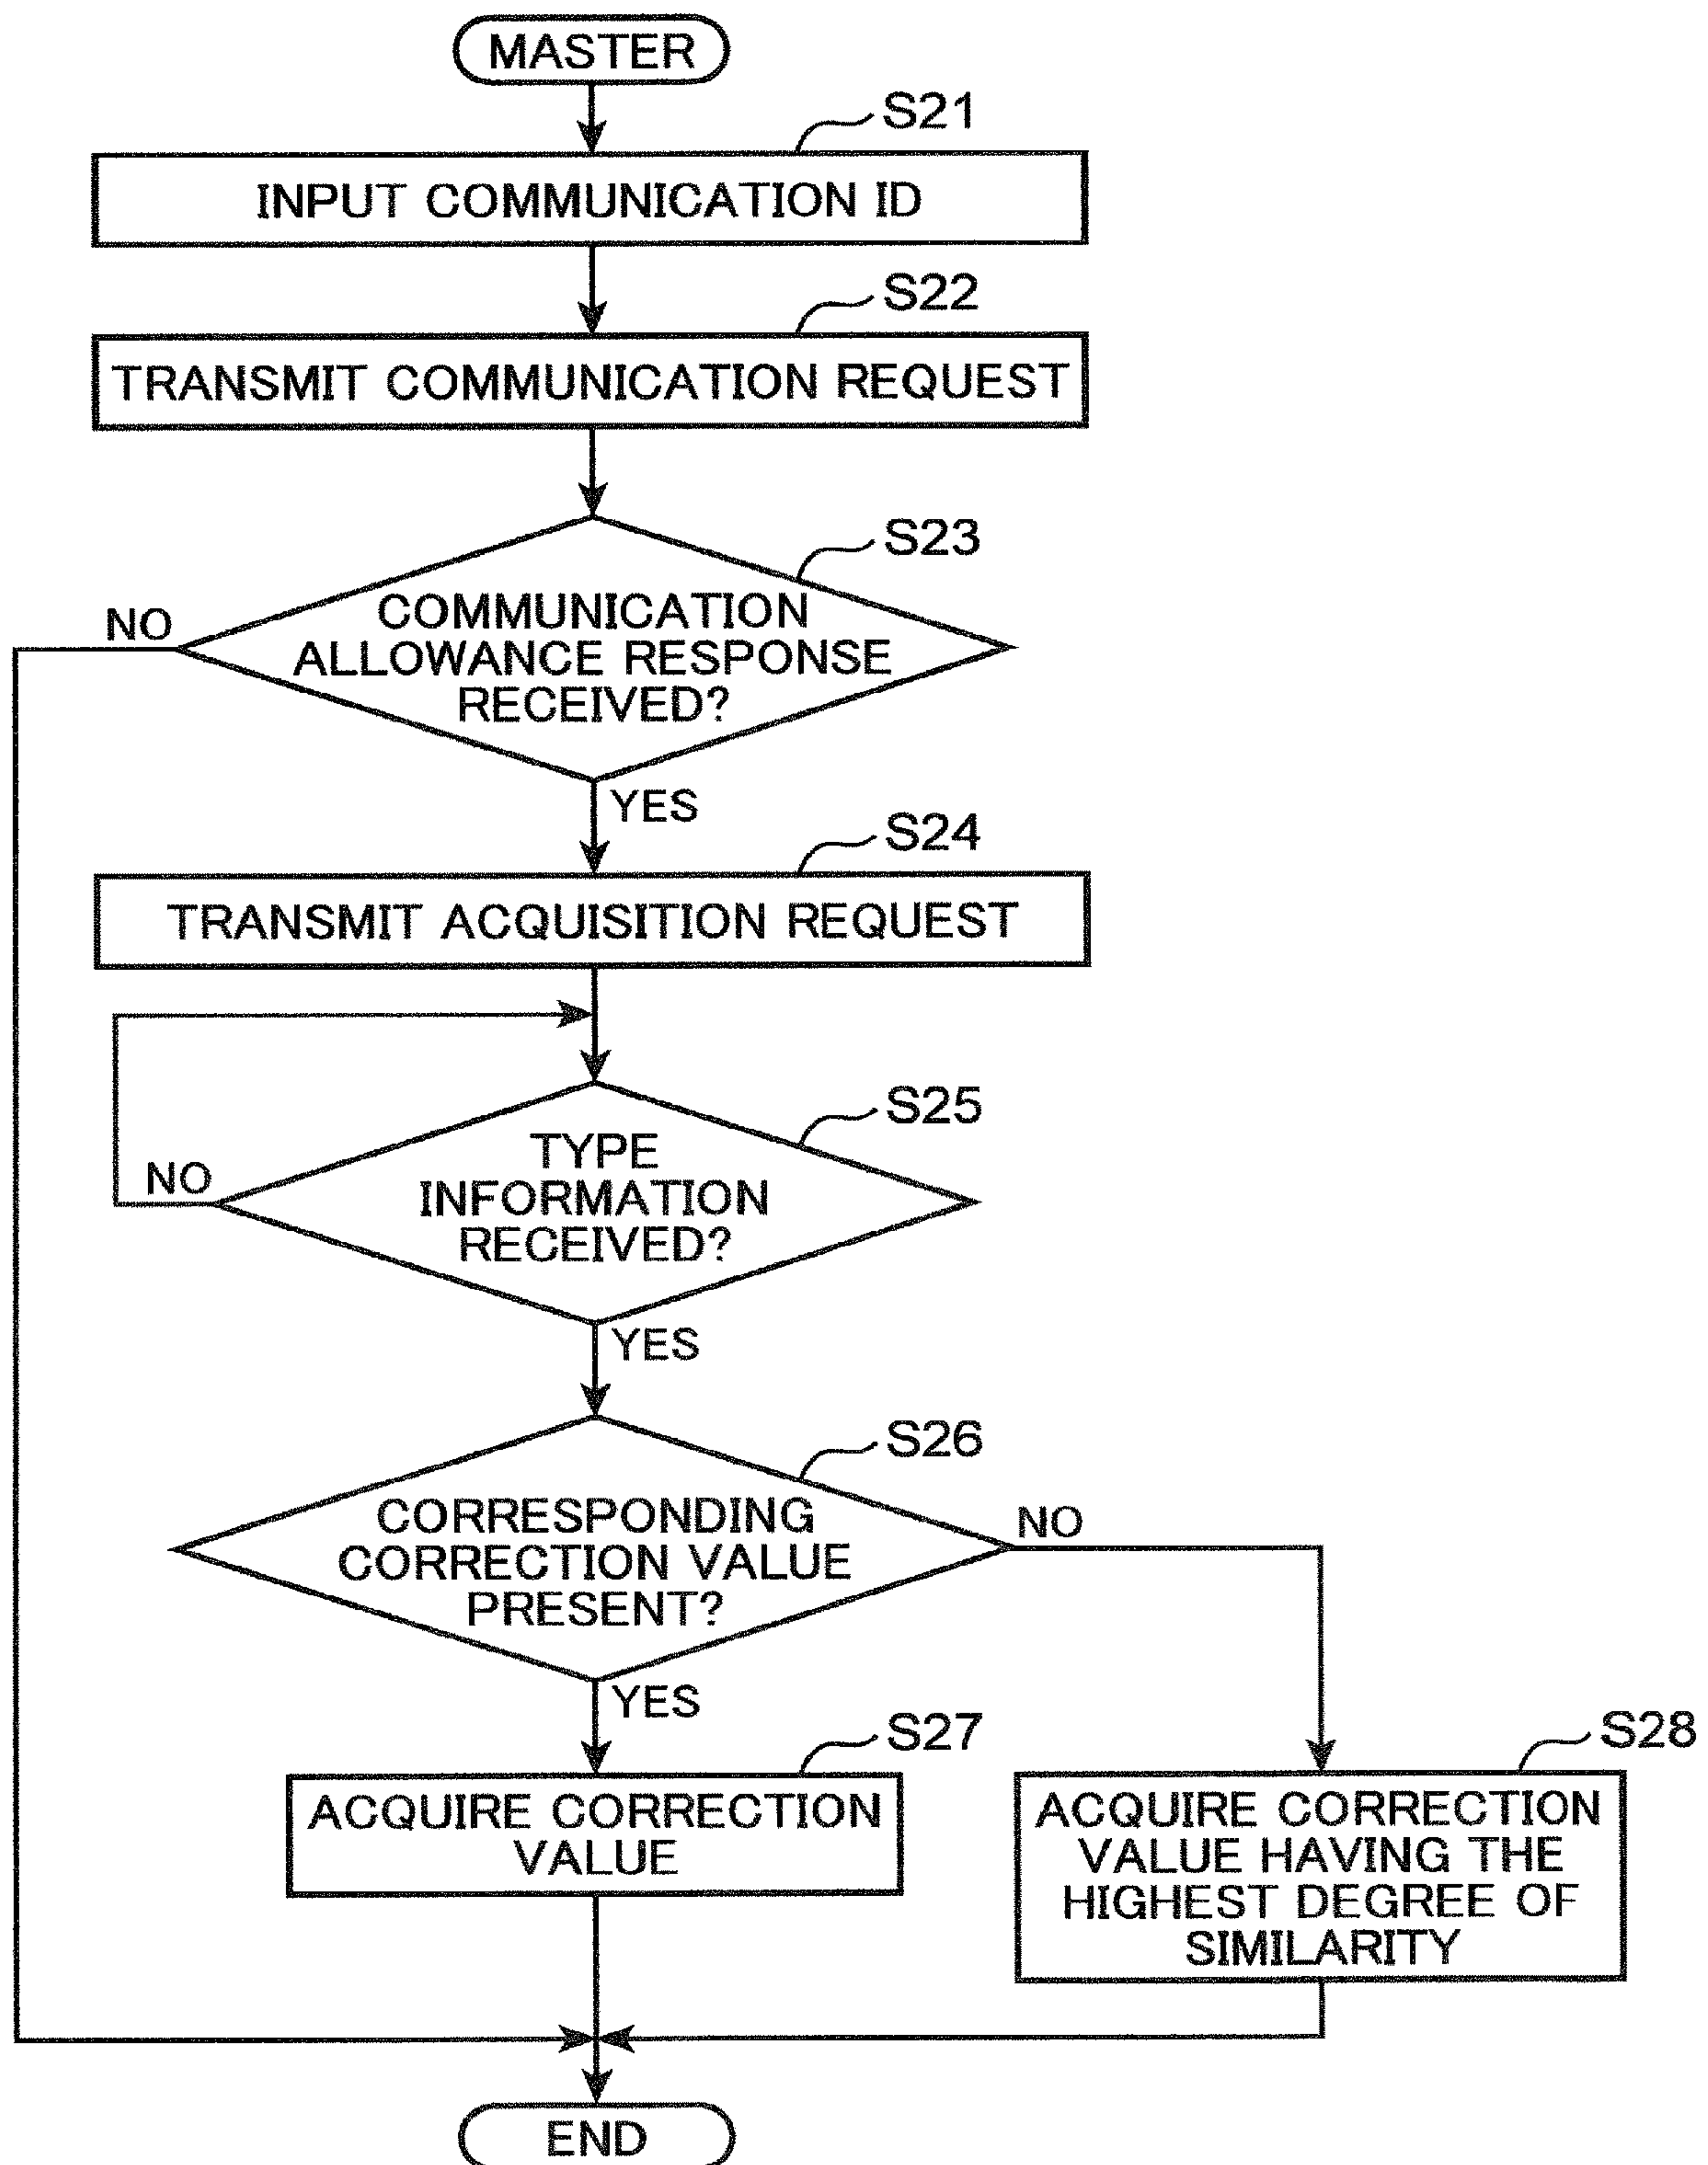 MASTER
S21
INPUT COMMUNICATION ID
S22
TRANSMIT COMMUNICATION REQUEST
S23
NO
COMMUNICATION
ALLOWANCE RESPONSE
RECEIVED?
YES
S24
TRANSMIT ACQUISITION REQUEST
S25
NO
TYPE
INFORMATION
RECEIVED?
YES
S26
NO
CORRESPONDING
CORRECTION VALUE
PRESENT?
YES
S27
ACQUIRE CORRECTION
VALUE
S28
ACQUIRE CORRECTION
VALUE HAVING THE
HIGHEST DEGREE OF
SIMILARITY
END